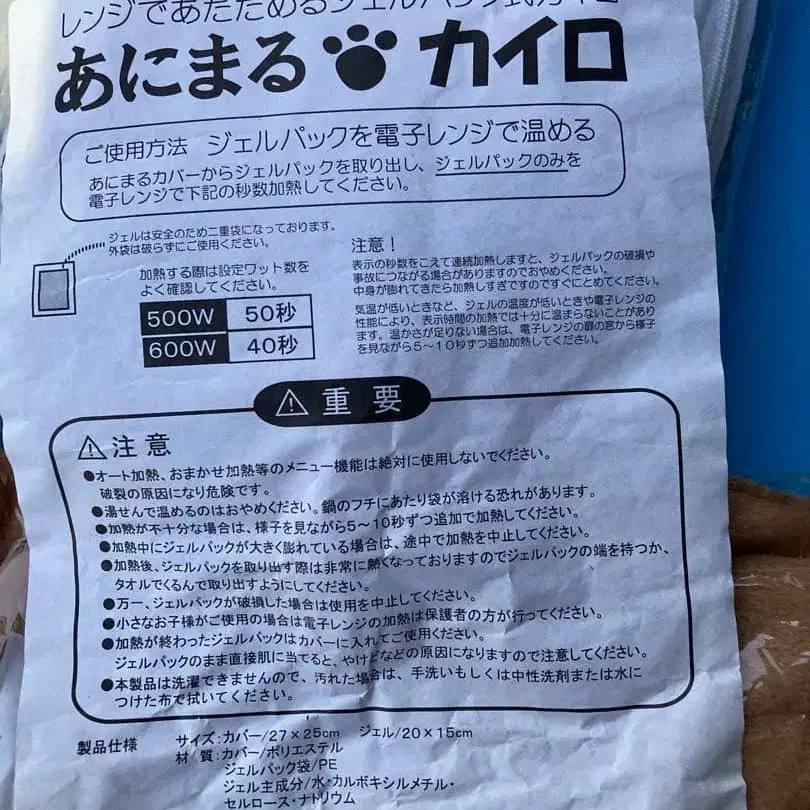 レンジであたためるジェルパック式カイロ
あにまるカイロ
ご使用方法 ジェルパックを電子レンジで温める
あにまるカバーからジェルパックを取り出し、ジェルパックのみを
電子レンジで下記の秒数加熱してください。
ジェルは安全のため二重袋になっております。
外袋は破らずにご使用ください。
加熱する際は設定ワット数を
よく確認してください。
500W 50秒
600W 40秒
注意!
表示の秒数をこえて連続加熱しますと、ジェルパックの破損や
事故につながる場合がありますのでおやめください。
中身が膨れてきたら加熱しすぎですのですぐにとめてください。
気温が低いときなど、ジェルの温度が低いときや電子レンジの
性能により、表示時間の加熱では十分に温まらないことがあり
ます。温かさが足りない場合は、電子レンジの扉の窓から様子
を見ながら5〜10秒ずつ追加加熱してください。
重要
注意
●オート加熱、おまかせ加熱等のメニュー機能は絶対に使用しないでください。
破裂の原因になり危険です。
●湯せんで温めるのはおやめください。鍋のフチにあたり袋が溶ける恐れがあります。
●加熱が不十分な場合は、様子を見ながら5〜10秒ずつ追加で加熱してください。
●加熱中にジェルパックが大きく膨れている場合は、途中で加熱を中止してください。
●加熱後、ジェルパックを取り出す際は非常に熱くなっておりますのでジェルパックの端を持つか、
タオルでくるんで取り出すようにしてください。
●万一、ジェルパックが破損した場合は使用を中止してください。
●小さなお子様がご使用の場合は電子レンジの加熱は保護者の方が行ってください。
●加熱が終わったジェルパックはカバーに入れてご使用ください。
ジェルパックのまま直接肌に当てると、やけどなどの原因になりますので注意してください。
●本製品は洗濯できませんので、汚れた場合は、手洗いもしくは中性洗剤または水に
つけた布で拭いてください。
製品仕様 サイズ:カバー/27×25cm ジェル/20×15cm
材 質:カバー/ポリエステル
ジェルパック袋/PE
ジェル主成分/水・カルボキシルメチル・
セルロース・ナトリウム